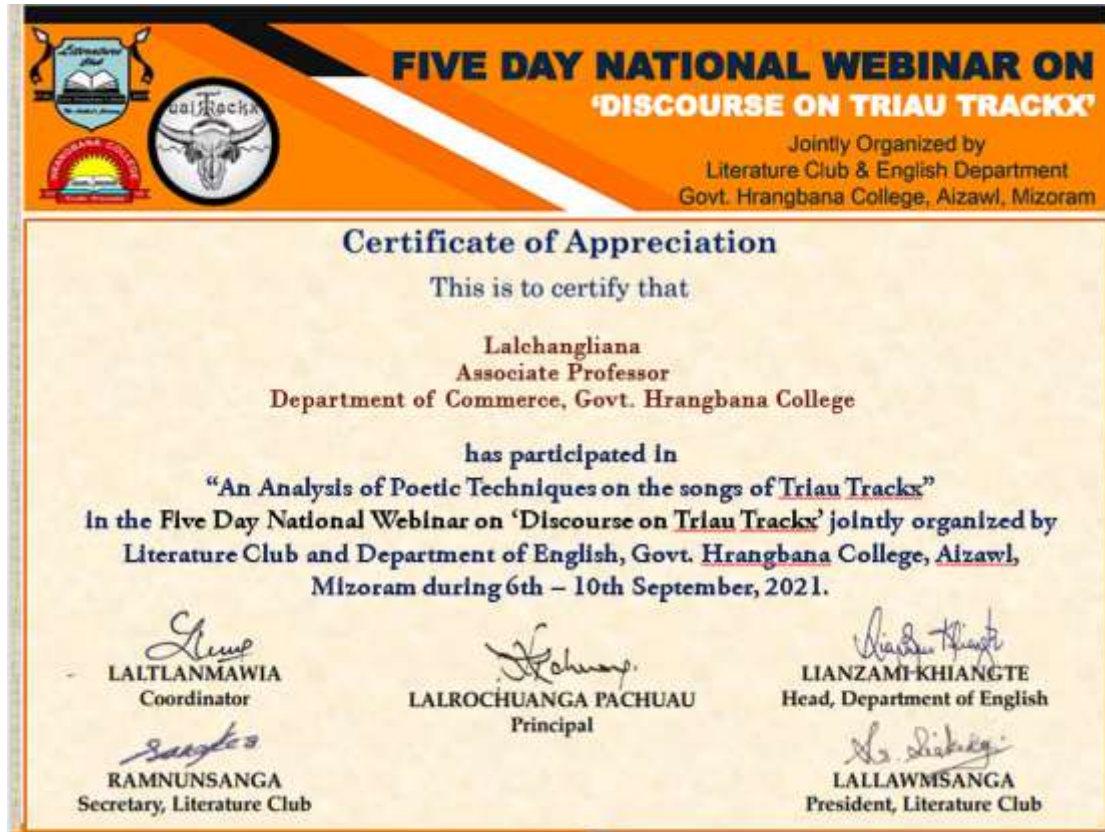 Literature Club
ualTrackx
HRANGBANA COLLEGE
FIVE DAY NATIONAL WEBINAR ON
‘DISCOURSE ON TRIAU TRACKX’
Jointly Organized by
Literature Club & English Department
Govt. Hrangbana College, Aizawl, Mizoram
Certificate of Appreciation
This is to certify that
Lalchangliana
Associate Professor
Department of Commerce, Govt. Hrangbana College
has participated in
“An Analysis of Poetic Techniques on the songs of Triau Trackx”
in the Five Day National Webinar on ‘Discourse on Triau Trackx’ jointly organized by
Literature Club and Department of English, Govt. Hrangbana College, Aizawl,
Mizoram during 6th – 10th September, 2021.
LALTLANMAWIA
Coordinator
LALROCHUANGA PACHUAU
Principal
LIANZAMI KHIANGTE
Head, Department of English
RAMNUNSANGA
Secretary, Literature Club
LALLAWMSANGA
President, Literature Club